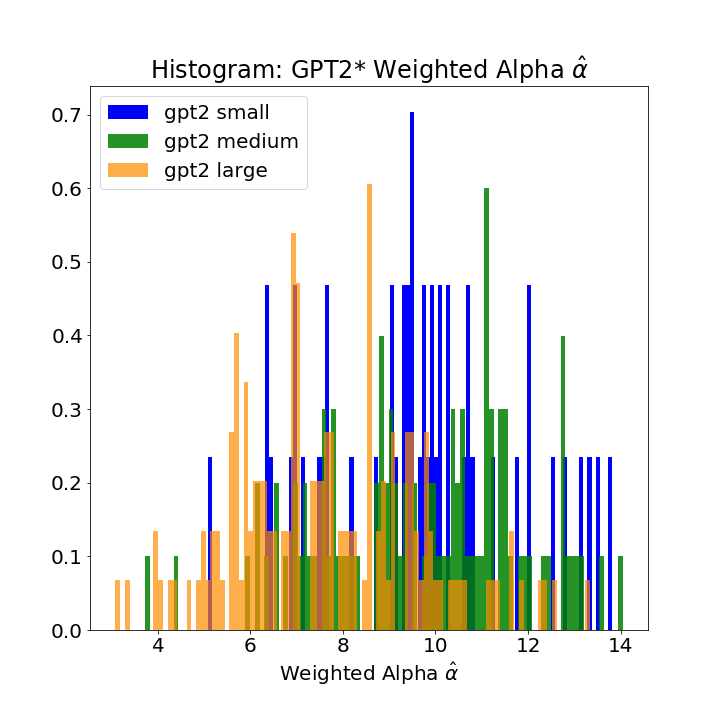 Histogram: GPT2* Weighted Alpha α̂
gpt2 small
gpt2 medium
gpt2 large
0.7
0.6
0.5
0.4
0.3
0.2
0.1
0.0
4 6 8 10 12 14
Weighted Alpha α̂